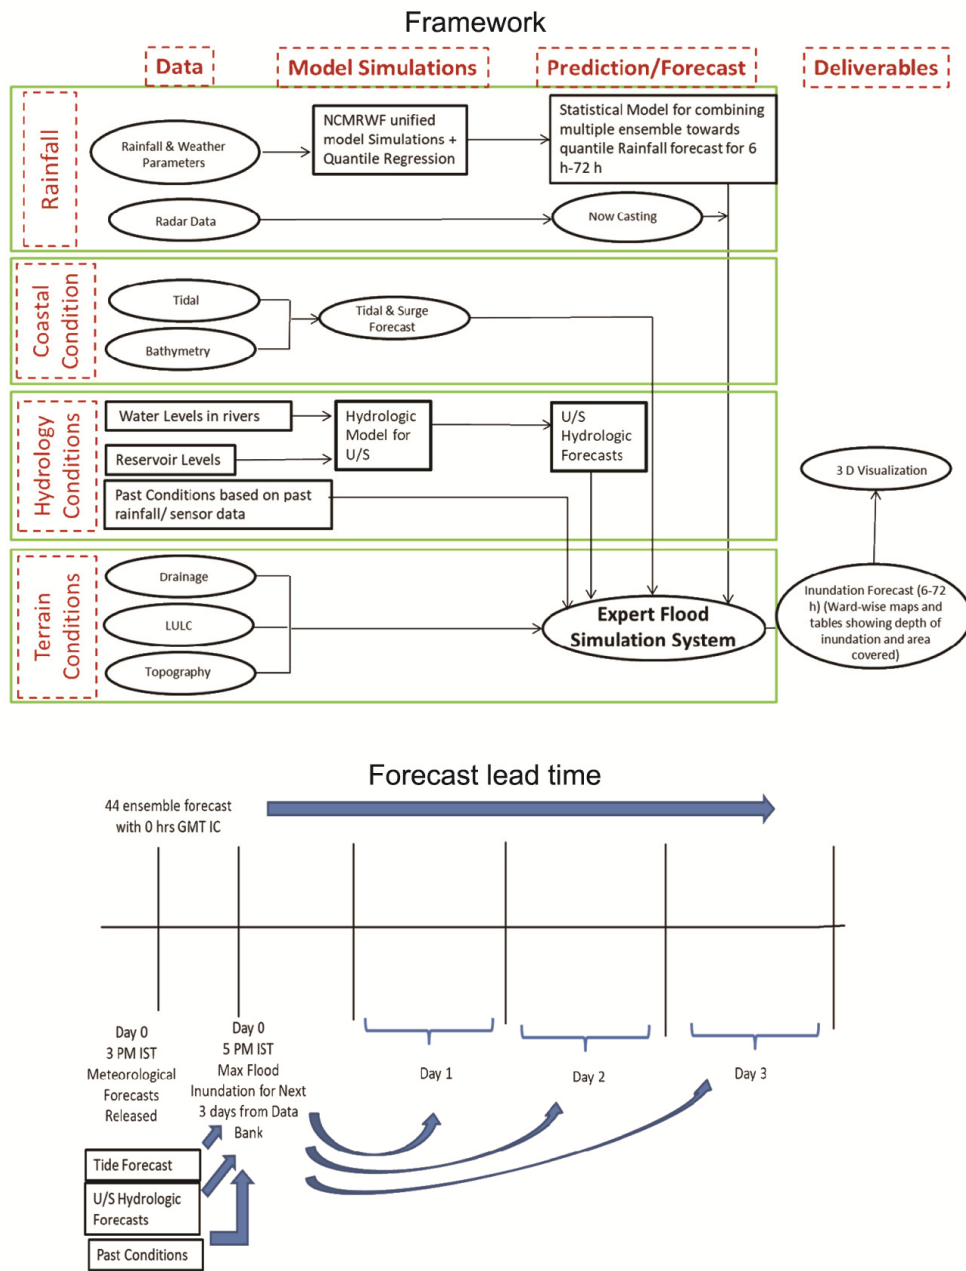 Framework
Data
Model Simulations
Prediction/Forecast
Deliverables
Rainfall
Rainfall & Weather
Parameters
NCMRWF unified
model Simulations +
Quantile Regression
Statistical Model for combining
multiple ensemble towards
quantile Rainfall forecast for 6
h-72 h
Radar Data
Now Casting
Coastal
Condition
Tidal
Bathymetry
Tidal & Surge
Forecast
Hydrology
Conditions
Water Levels in rivers
Reservoir Levels
Past Conditions based on past
rainfall/ sensor data
Hydrologic
Model for
U/S
U/S
Hydrologic
Forecasts
3 D Visualization
Terrain
Conditions
Drainage
LULC
Topography
Expert Flood
Simulation System
Inundation Forecast (6-72
h) (Ward-wise maps and
tables showing depth of
inundation and area
covered)
Forecast lead time
44 ensemble forecast
with 0 hrs GMT IC
Day 0
3 PM IST
Meteorological
Forecasts
Released
Day 0
5 PM IST
Max Flood
Inundation for Next
3 days from Data
Bank
Day 1
Day 2
Day 3
Tide Forecast
U/S Hydrologic
Forecasts
Past Conditions